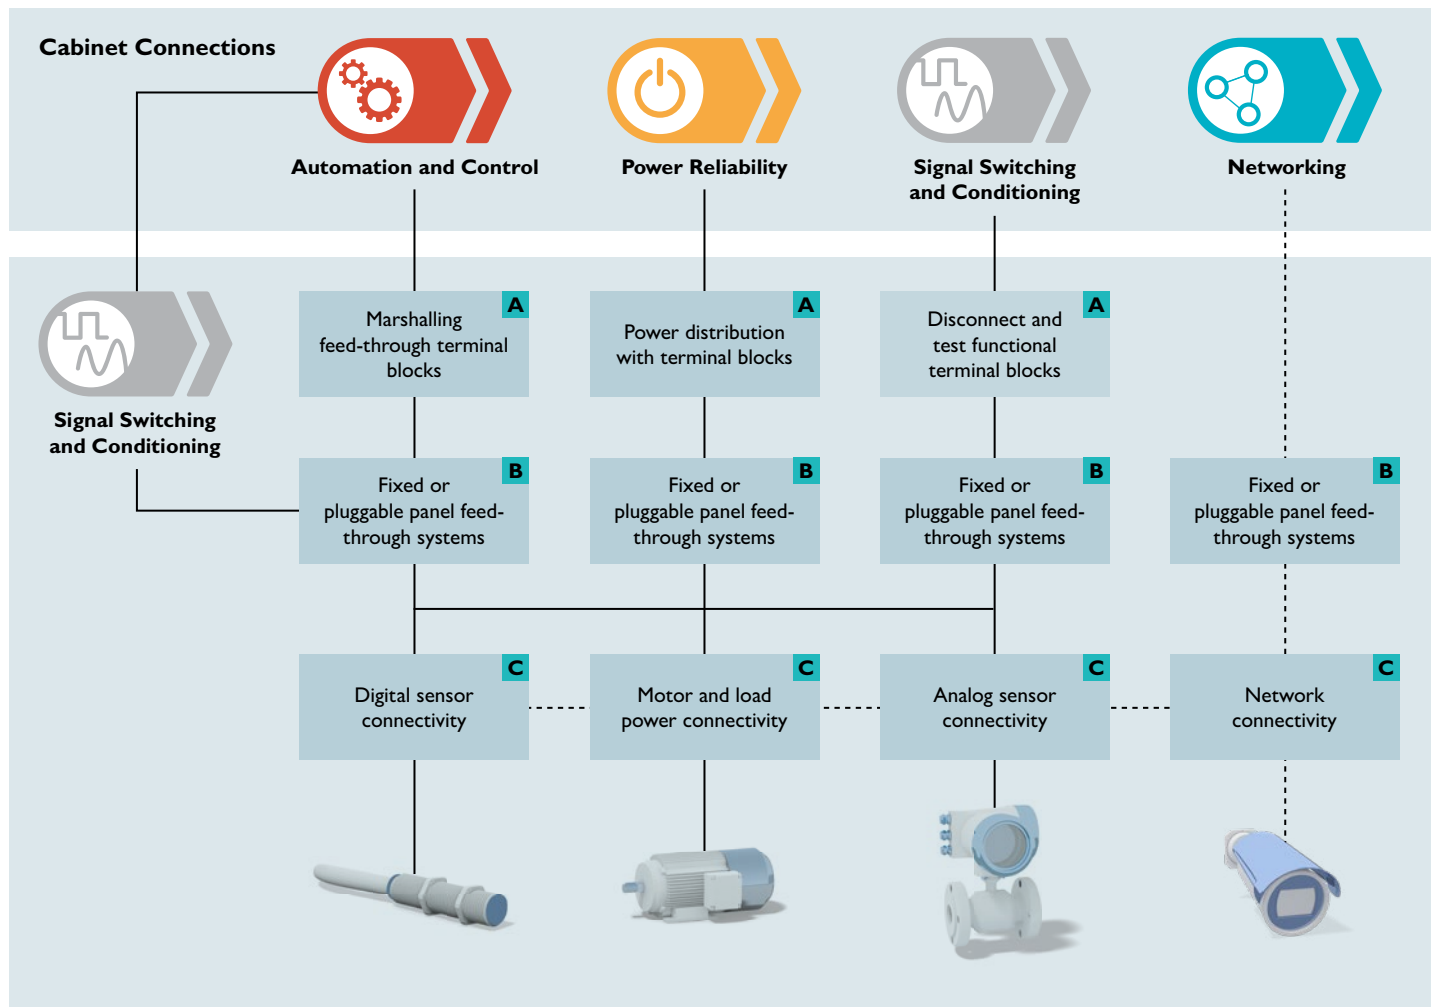 Cabinet Connections
Automation and Control
Power Reliability
Signal Switching
and Conditioning
Networking
Signal Switching
and Conditioning
A
Marshalling
feed-through terminal
blocks
A
Power distribution
with terminal blocks
A
Disconnect and
test functional
terminal blocks
B
Fixed or
pluggable panel feed-
through systems
B
Fixed or
pluggable panel feed-
through systems
B
Fixed or
pluggable panel feed-
through systems
B
Fixed or
pluggable panel feed-
through systems
C
Digital sensor
connectivity
C
Motor and load
power connectivity
C
Analog sensor
connectivity
C
Network
connectivity